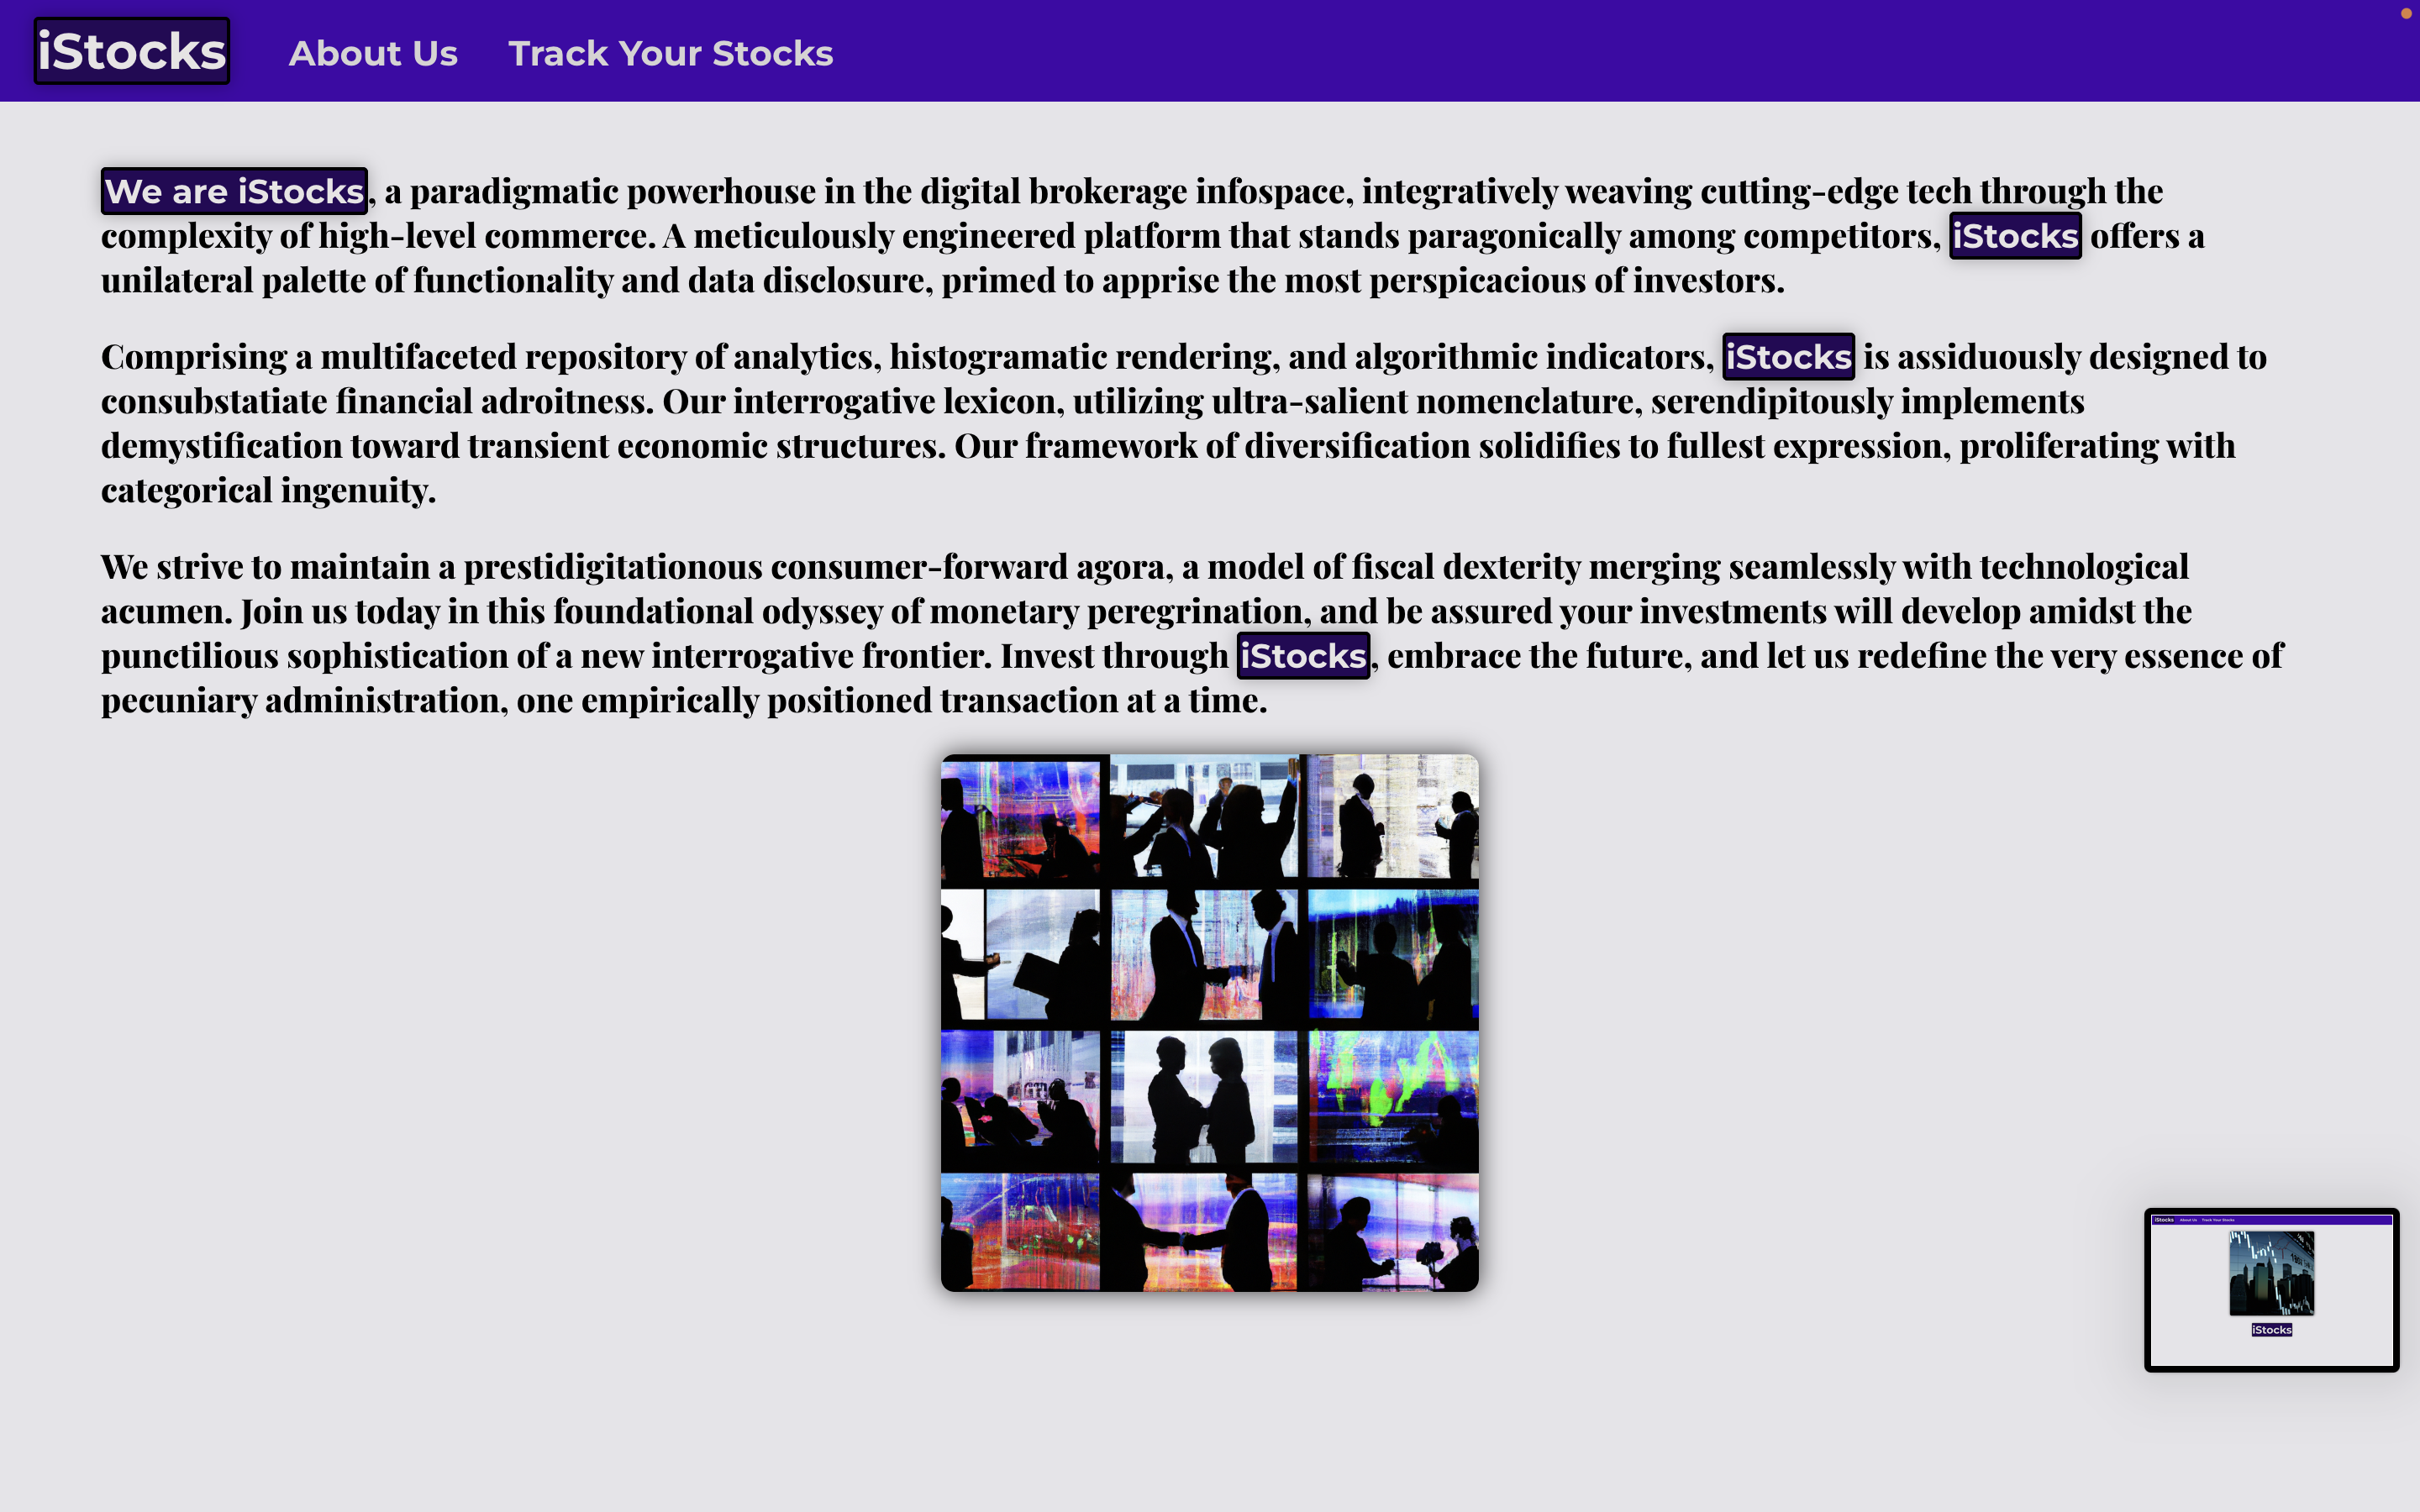 iStocks About Us Track Your Stocks
We are iStocks, a paradigmatic powerhouse in the digital brokerage infospace, integratively weaving cutting-edge tech through the
complexity of high-level commerce. A meticulously engineered platform that stands paragonically among competitors, iStocks offers a
unilateral palette of functionality and data disclosure, primed to apprise the most perspicacious of investors.
Comprising a multifaceted repository of analytics, histogramatic rendering, and algorithmic indicators, iStocks is assiduously designed to
consubstatiate financial adroitness. Our interrogative lexicon, utilizing ultra-salient nomenclature, serendipitously implements
demystification toward transient economic structures. Our framework of diversification solidifies to fullest expression, proliferating with
categorical ingenuity.
We strive to maintain a prestidigitationous consumer-forward agora, a model of fiscal dexterity merging seamlessly with technological
acumen. Join us today in this foundational odyssey of monetary peregrination, and be assured your investments will develop amidst the
punctilious sophistication of a new interrogative frontier. Invest through iStocks, embrace the future, and let us redefine the very essence of
pecuniary administration, one empirically positioned transaction at a time.
iStocks About Us Track Your Stocks
iStocks